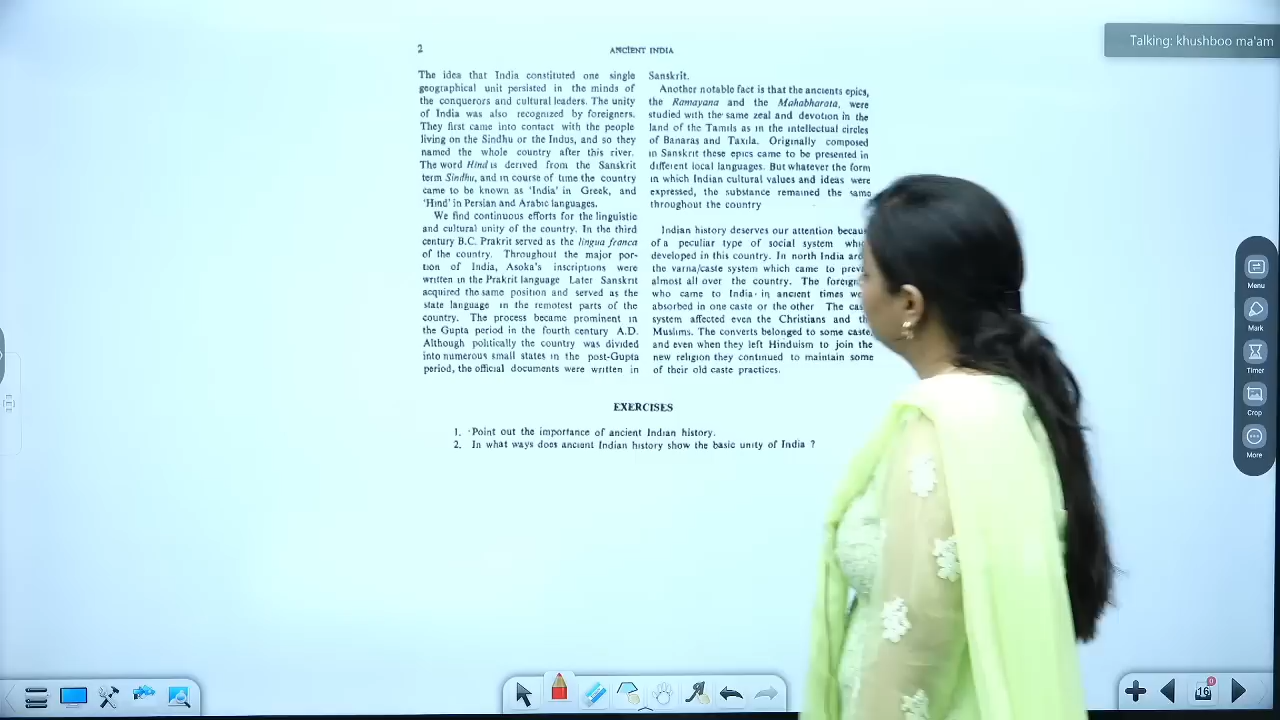 Talking: khushboo ma'am
2 ANCIENT INDIA
The idea that India constituted one single
geographical unit persisted in the minds of
the conquerors and cultural leaders. The unity
of India was also recognized by foreigners.
They first came into contact with the people
living on the Sindhu or the Indus, and so they
named the whole country after this river.
The word Hind is derived from the Sanskrit
term Sindhu, and in course of time the country
came to be known as 'India' in Greek, and
'Hind' in Persian and Arabic languages.
We find continuous efforts for the linguistic
and cultural unity of the country. In the third
century B.C. Prakrit served as the lingua franca
of the country. Throughout the major por-
tion of India, Asoka's inscriptions were
written in the Prakrit language Later Sanskrit
acquired the same position and served as the
state language in the remotest parts of the
country. The process became prominent in
the Gupta period in the fourth century A.D.
Although politically the country was divided
into numerous small states in the post-Gupta
period, the official documents were written in
Sanskrit.
Another notable fact is that the ancients epics,
the Ramayana and the Mahabharata, were
studied with the same zeal and devotion in the
land of the Tamils as in the intellectual circles
of Banaras and Taxila. Originally composed
in Sanskrit these epics came to be presented in
different local languages. But whatever the form
in which Indian cultural values and ideas were
expressed, the substance remained the same
throughout the country
Indian history deserves our attention becau
of a peculiar type of social system whi
developed in this country. In north India aro
the varna/caste system which came to prev
almost all over the country. The foreign
who came to India in ancient times we
absorbed in one caste or the other The cas
system affected even the Christians and th
Muslims. The converts belonged to some caste,
and even when they left Hinduism to join the
new religion they continued to maintain some
of their old caste practices.
EXERCISES
1. Point out the importance of ancient Indian history.
2. In what ways does ancient Indian history show the basic unity of India ?
Menu
Mark
Timer
Crop
More
16
0